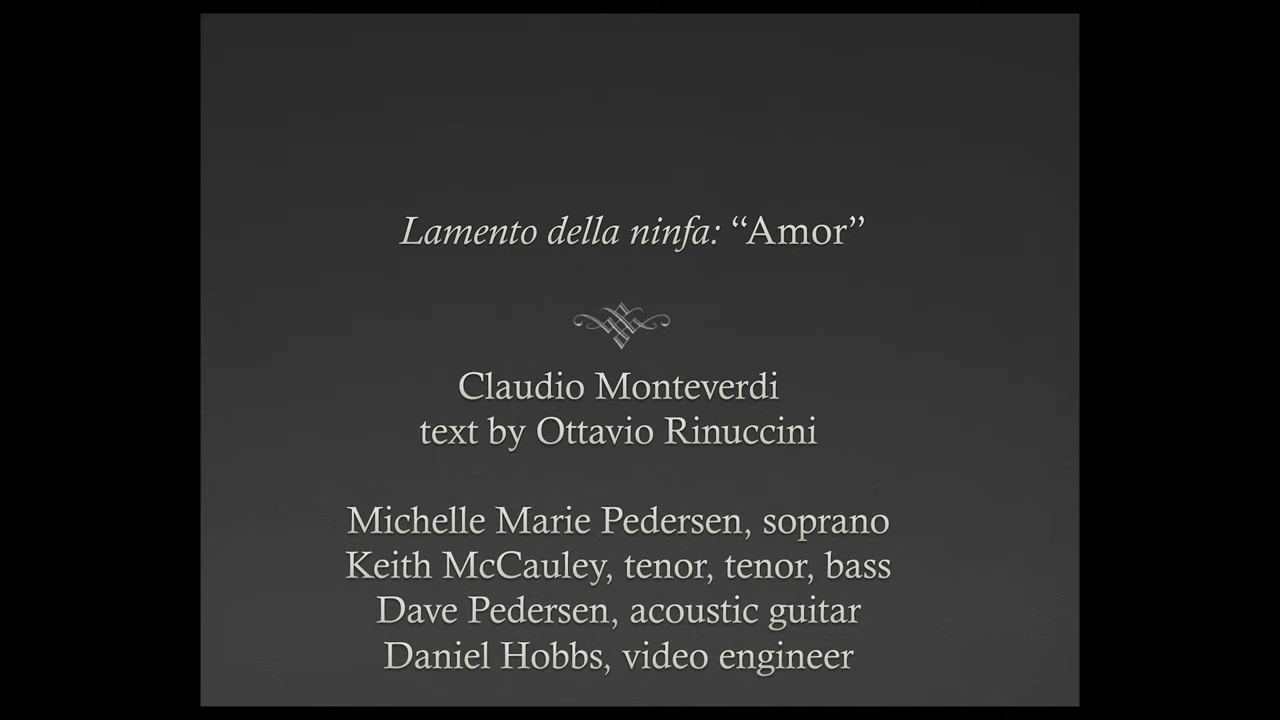 Lamento della ninfa: “Amor”
Claudio Monteverdi
text by Ottavio Rinuccini
Michelle Marie Pedersen, soprano
Keith McCauley, tenor, tenor, bass
Dave Pedersen, acoustic guitar
Daniel Hobbs, video engineer